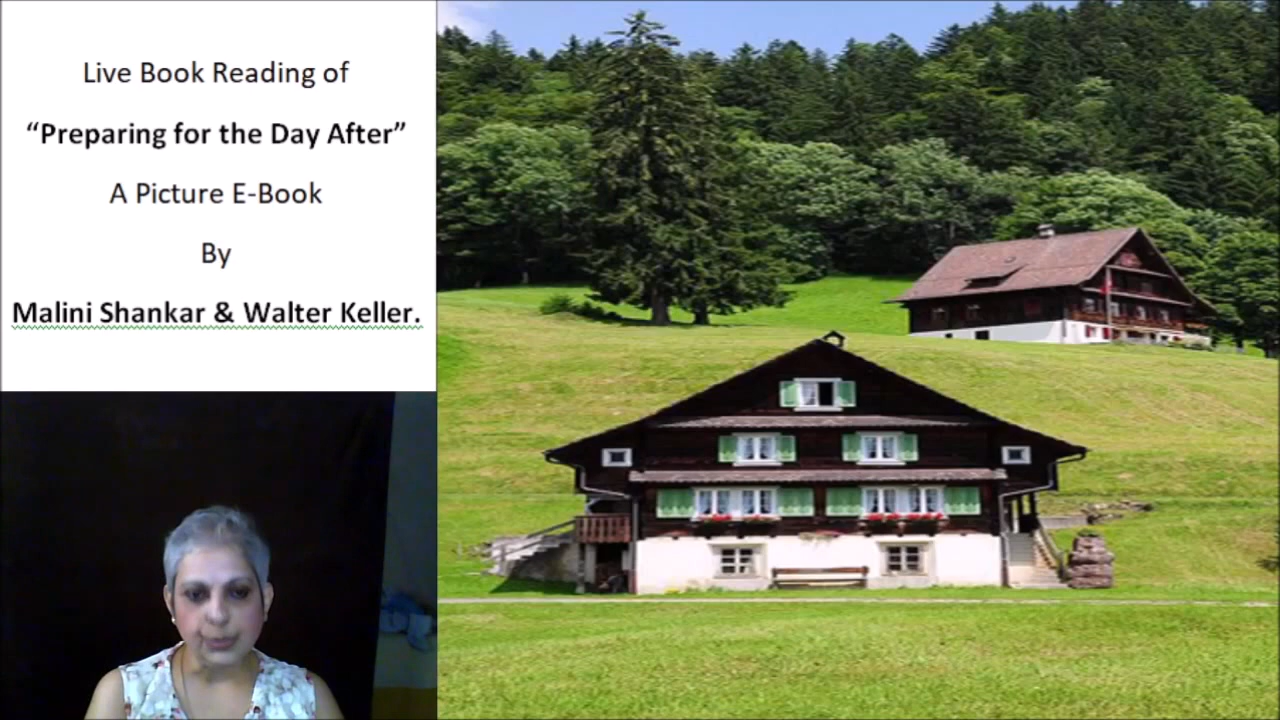 Live Book Reading of
“Preparing for the Day After”
A Picture E-Book
By
Malini Shankar & Walter Keller.